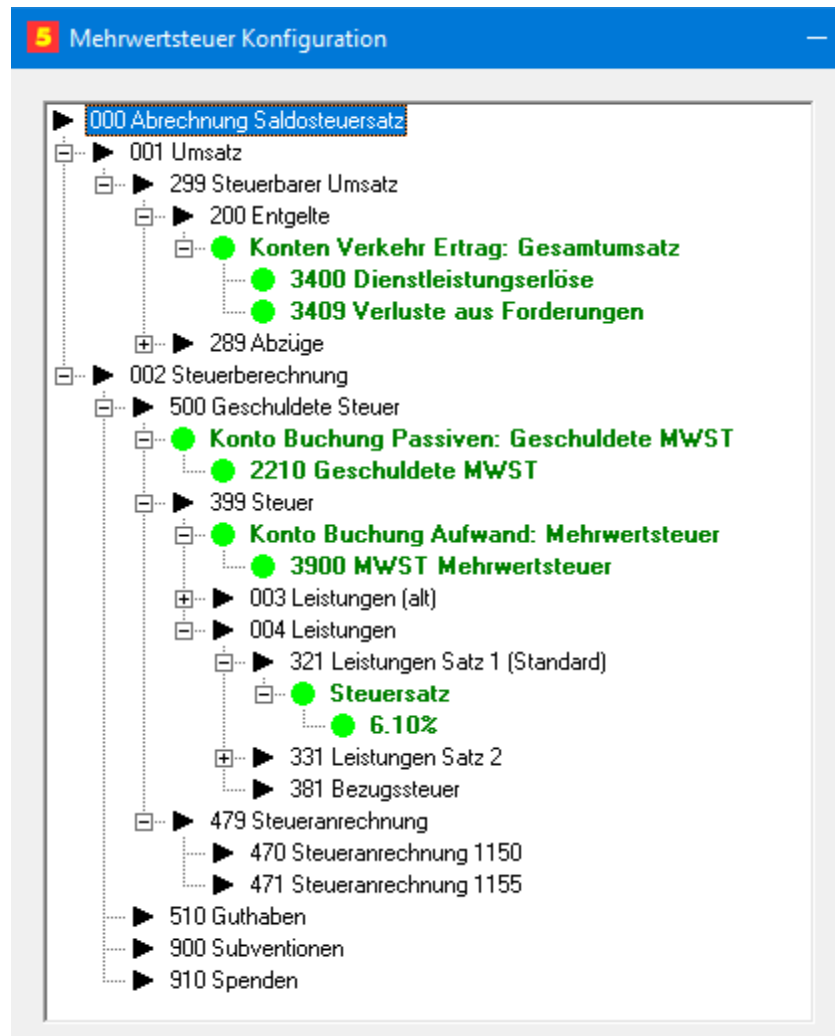 5 Mehrwertsteuer Konfiguration
000 Abrechnung Saldosteuersatz
001 Umsatz
299 Steuerbarer Umsatz
200 Entgelte
Konten Verkehr Ertrag: Gesamtumsatz
3400 Dienstleistungserlöse
3409 Verluste aus Forderungen
289 Abzüge
002 Steuerberechnung
500 Geschuldete Steuer
Konto Buchung Passiven: Geschuldete MWST
2210 Geschuldete MWST
399 Steuer
Konto Buchung Aufwand: Mehrwertsteuer
3900 MWST Mehrwertsteuer
003 Leistungen (alt)
004 Leistungen
321 Leistungen Satz 1 (Standard)
Steuersatz
6.10%
331 Leistungen Satz 2
381 Bezugssteuer
479 Steueranrechnung
470 Steueranrechnung 1150
471 Steueranrechnung 1155
510 Guthaben
900 Subventionen
910 Spenden